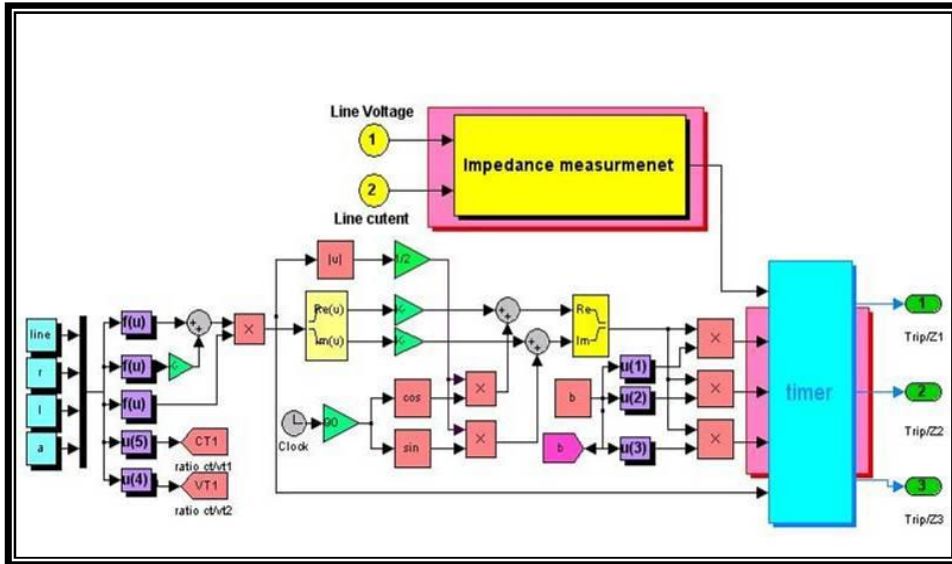 Line Voltage
1
Impedance measurmenet
2
Line cutent
|u|
1/2
line
r
l
a
f(u)
f(u)
f(u)
u(5)
u(4)
CT1
ratio ct/vt1
VT1
ratio ct/vt2
++
×
Re(u)
Im(u)
K-
K-
K-
++
++
Re
Im
Clock
90
cos
sin
×
×
b
b
u(1)
u(2)
u(3)
×
×
×
timer
1
Trip/Z1
2
Trip/Z2
3
Trip/Z3